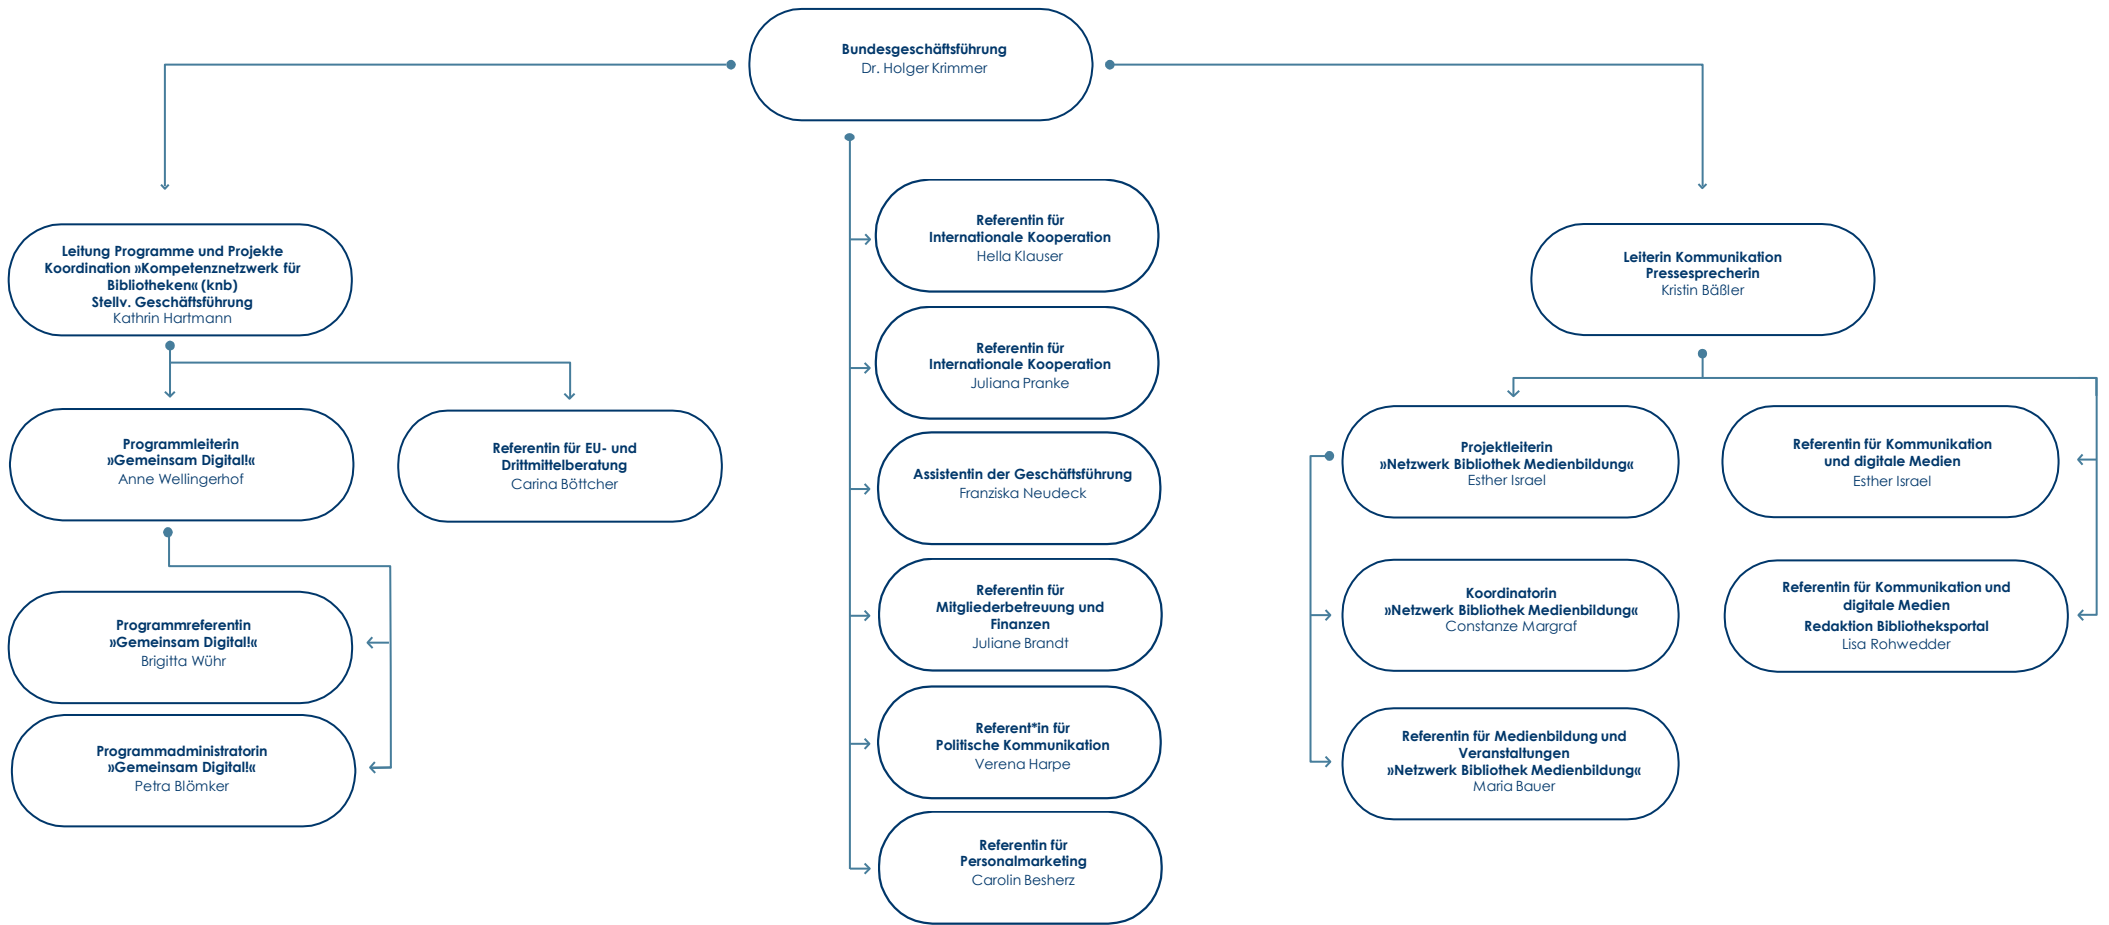 Bundesgeschäftsführung
Dr. Holger Krimmer
Leitung Programme und Projekte
Koordination »Kompetenznetzwerk für
Bibliotheken« (knb)
Stellv. Geschäftsführung
Kathrin Hartmann
Programmleiterin
»Gemeinsam Digital!«
Anne Wellingerhof
Referentin für EU- und
Drittmittelberatung
Carina Böttcher
Programmreferentin
»Gemeinsam Digital!«
Brigitta Wühr
Programmadministratorin
»Gemeinsam Digital!«
Petra Blömker
Referentin für
Internationale Kooperation
Hella Klauser
Referentin für
Internationale Kooperation
Juliana Pranke
Assistentin der Geschäftsführung
Franziska Neudeck
Referentin für
Mitgliederbetreuung und
Finanzen
Juliane Brandt
Referent*in für
Politische Kommunikation
Verena Harpe
Referentin für
Personalmarketing
Carolin Besherz
Leiterin Kommunikation
Pressesprecherin
Kristin Bäßler
Projektleiterin
»Netzwerk Bibliothek Medienbildung«
Esther Israel
Referentin für Kommunikation
und digitale Medien
Esther Israel
Koordinatorin
»Netzwerk Bibliothek Medienbildung«
Constanze Margraf
Referentin für Kommunikation und
digitale Medien
Redaktion Bibliotheksportal
Lisa Rohwedder
Referentin für Medienbildung und
Veranstaltungen
»Netzwerk Bibliothek Medienbildung«
Maria Bauer